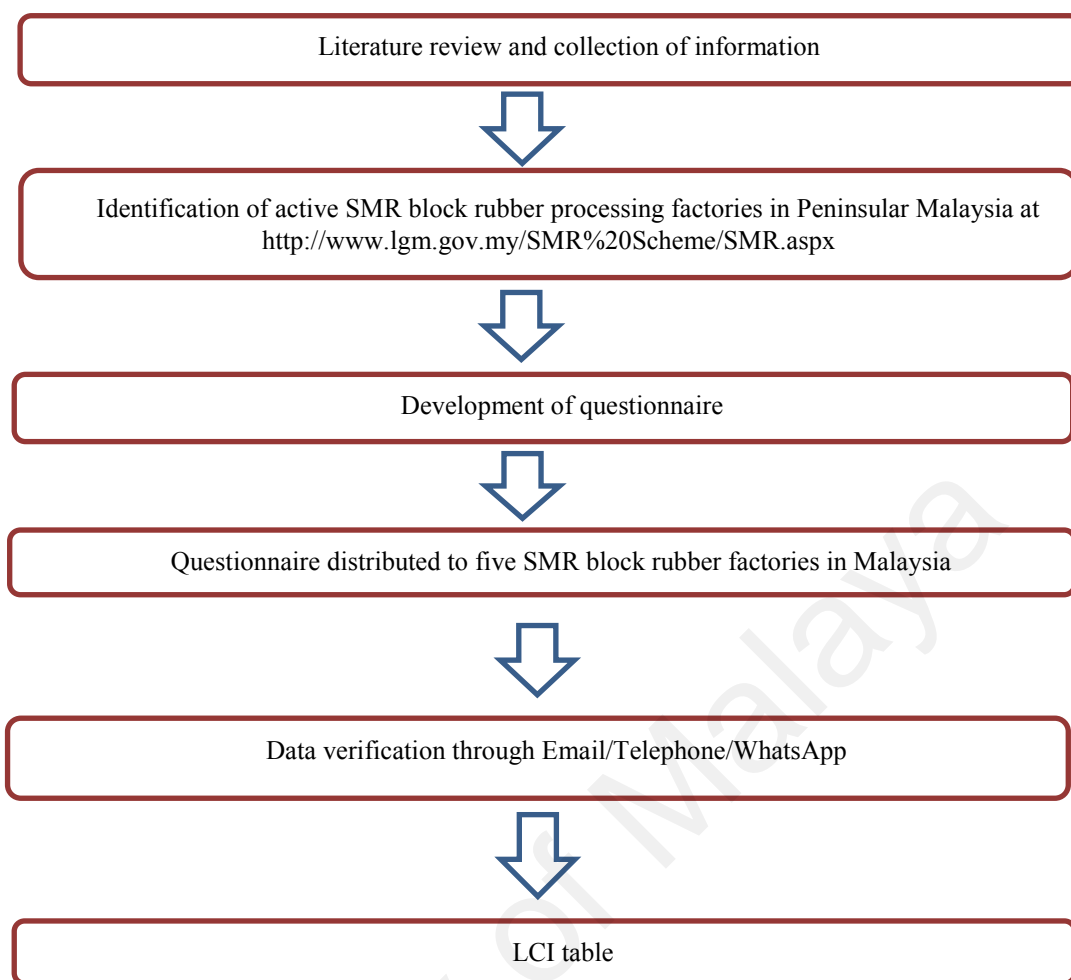 Literature review and collection of information
Identification of active SMR block rubber processing factories in Peninsular Malaysia at
http://www.lgm.gov.my/SMR%20Scheme/SMR.aspx
Development of questionnaire
Questionnaire distributed to five SMR block rubber factories in Malaysia
Data verification through Email/Telephone/WhatsApp
LCI table
of Malaya